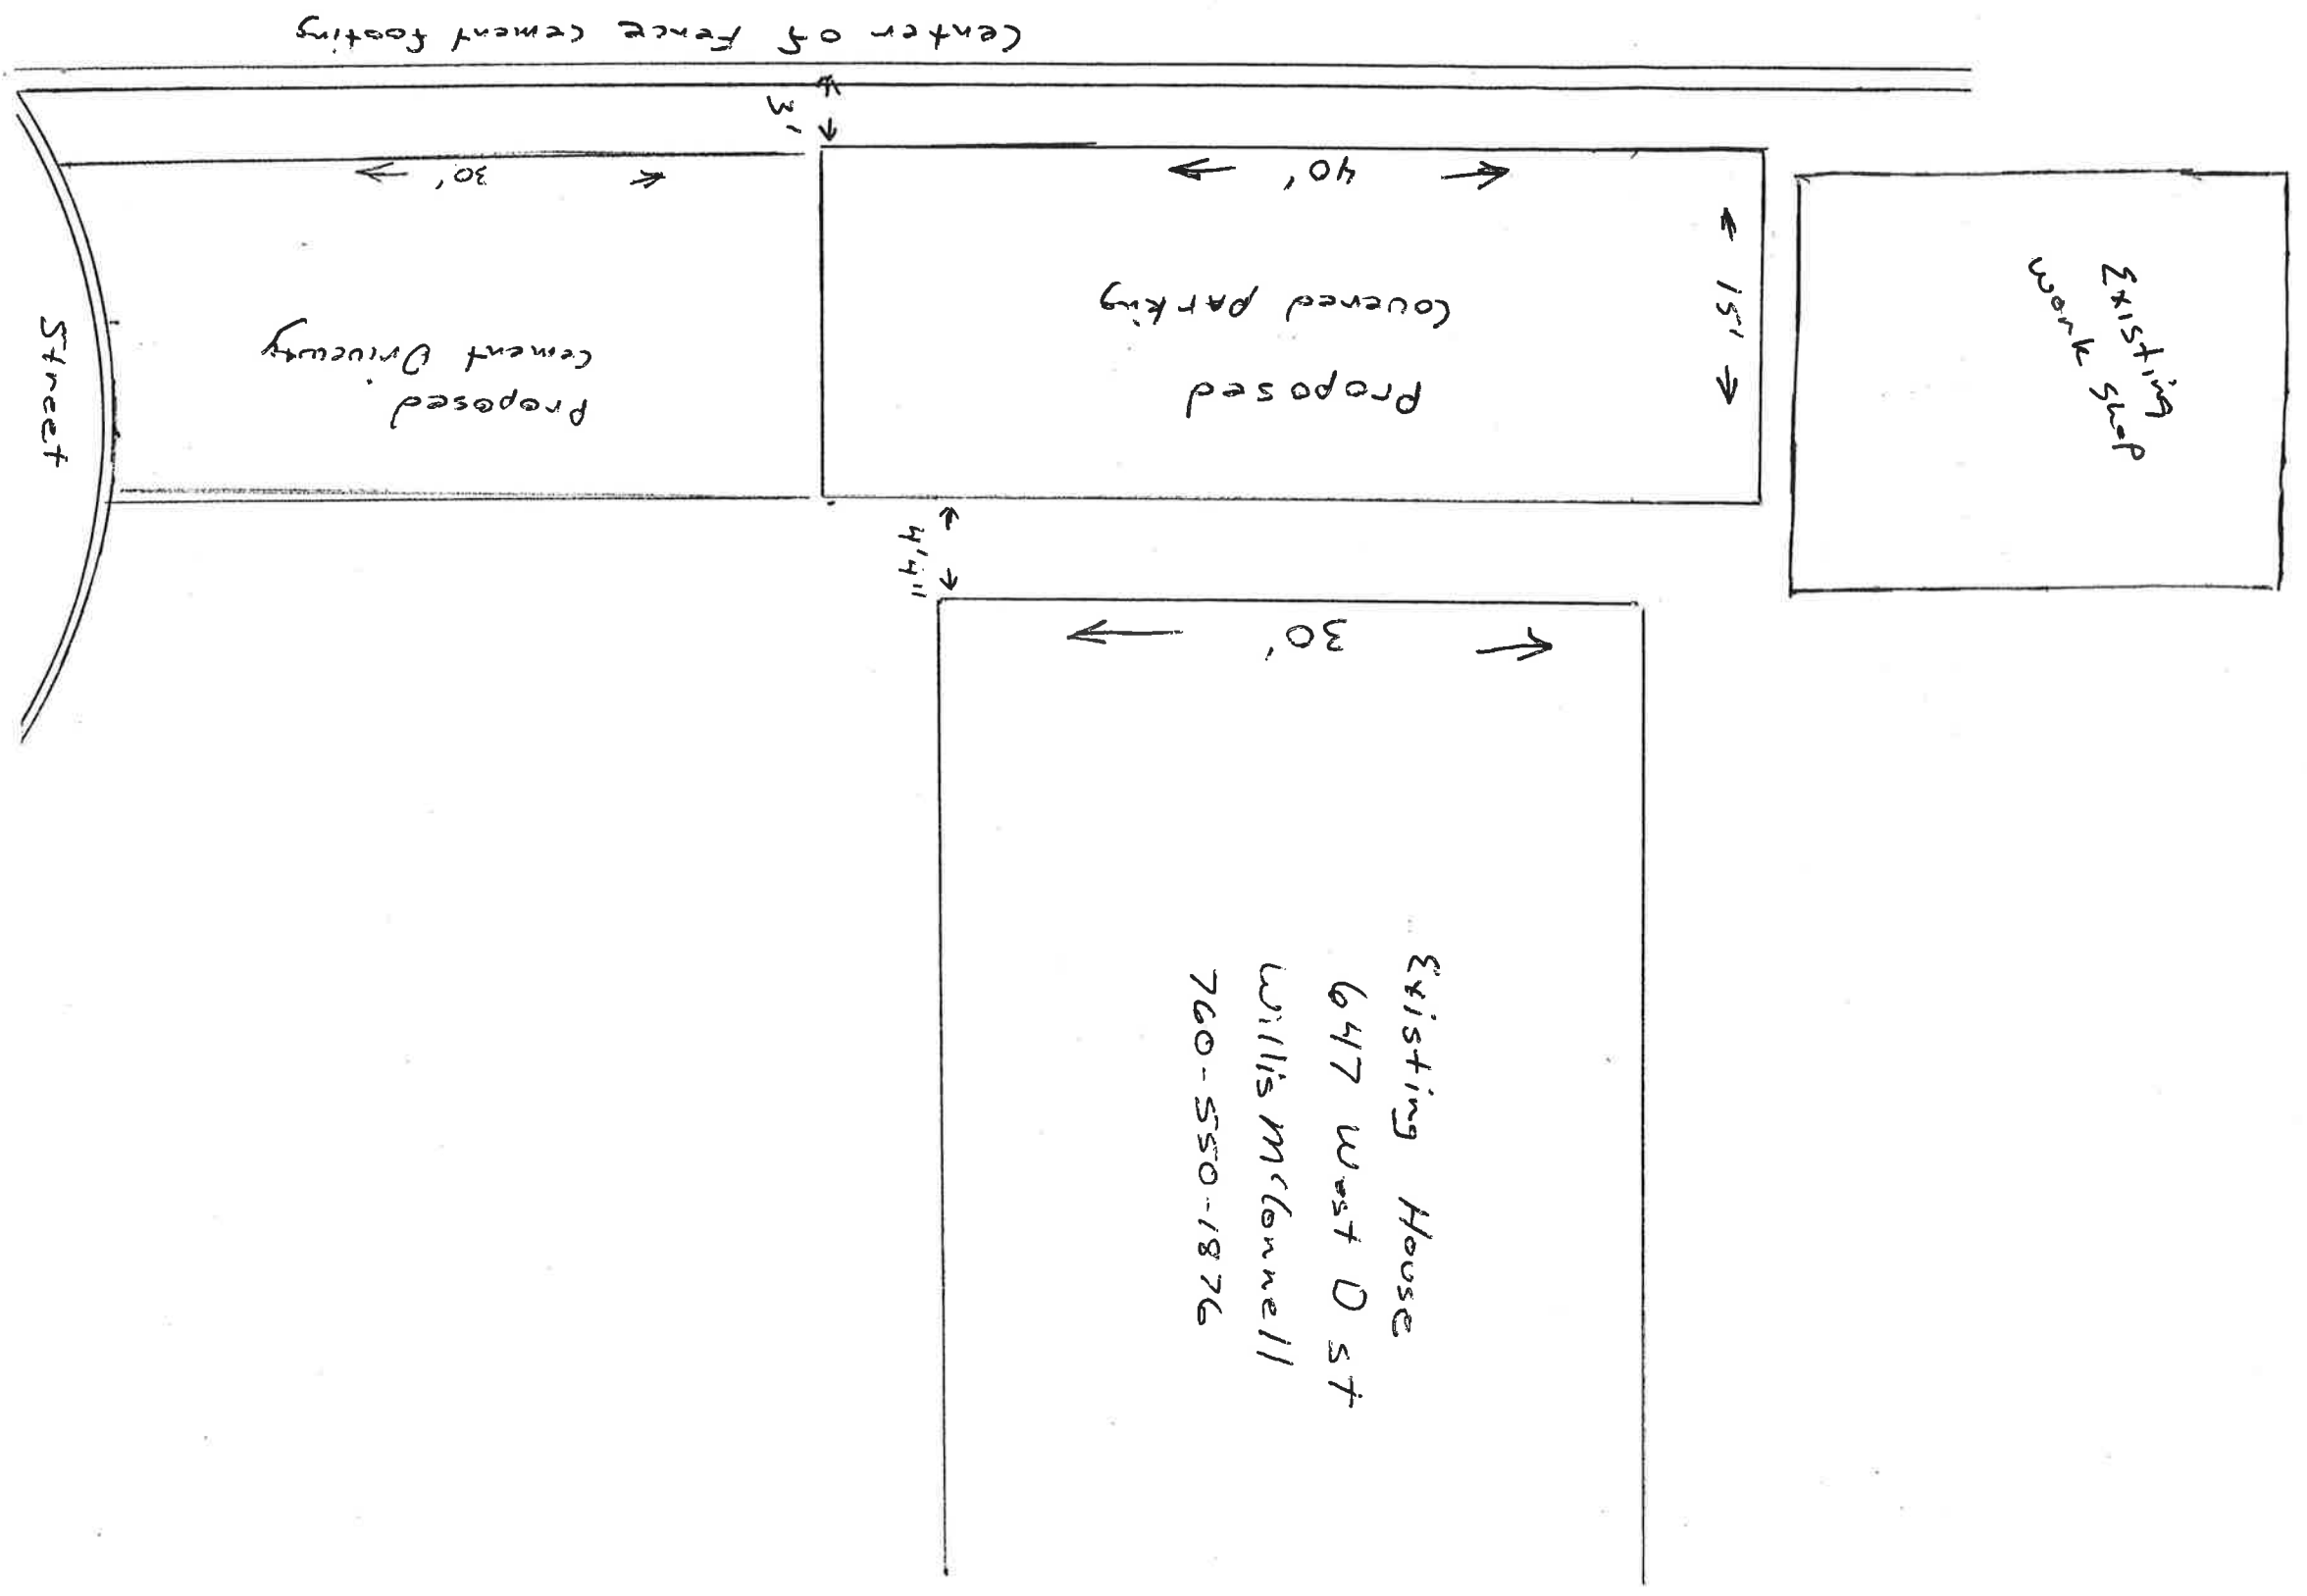 Center of Fence cement footing
3'
30'
40'
15'
Proposed
Covered parking
Proposed
Cement Driveway
Existing
work shop
Street
4'4"
30'
Existing House
647 West D st
Willis McConnell
760-550-1876